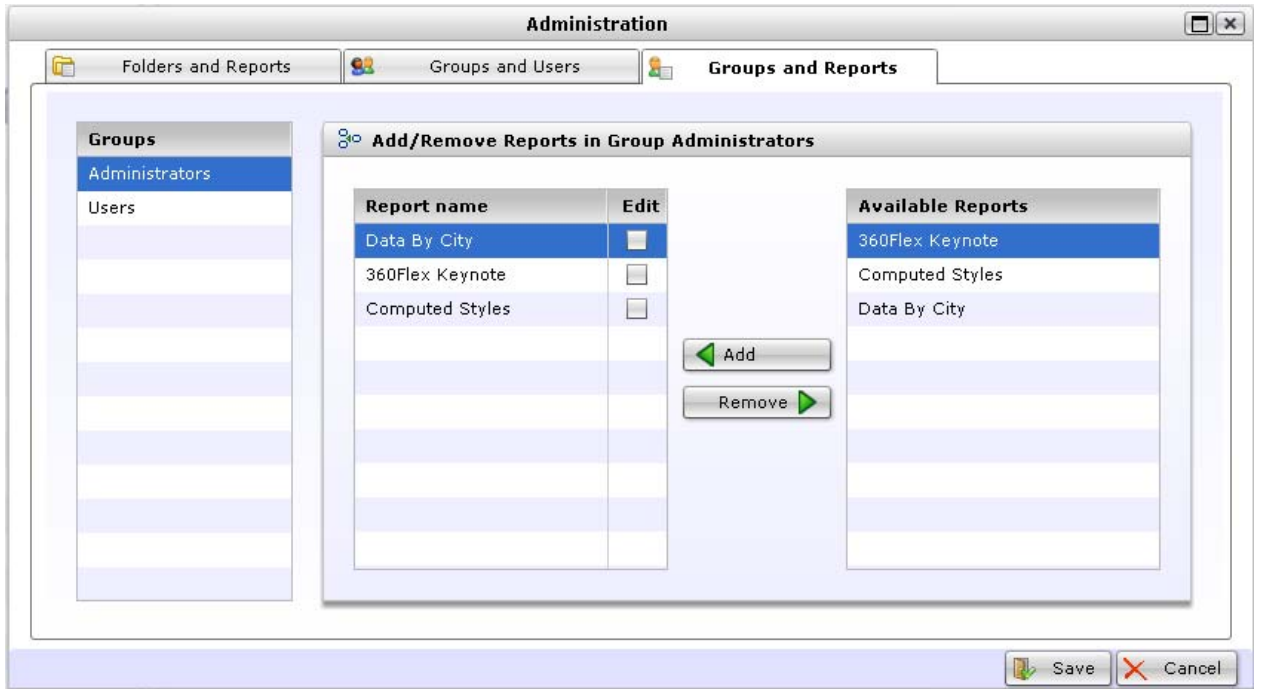 Administration
Folders and Reports
Groups and Users
Groups and Reports
Groups
Administrators
Users
Add/Remove Reports in Group Administrators
Report name Edit
Data By City
360Flex Keynote
Computed Styles
Add
Remove
Available Reports
360Flex Keynote
Computed Styles
Data By City
Save
Cancel